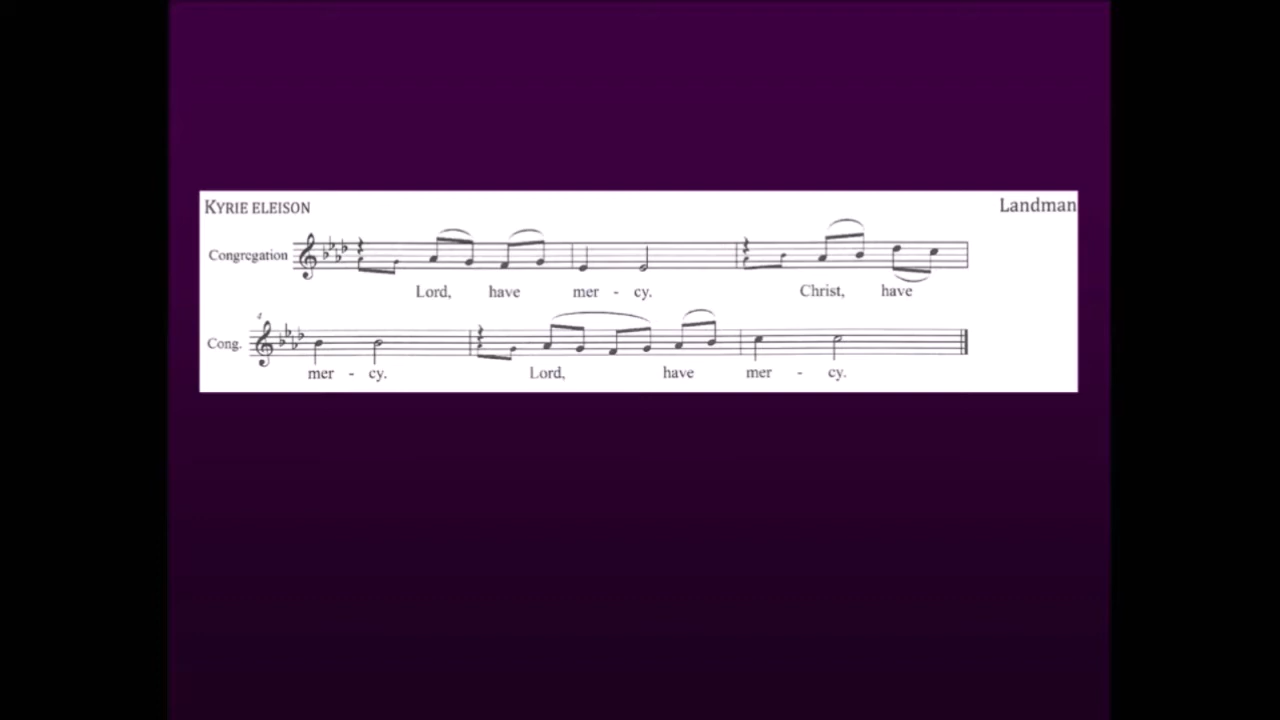 KYRIE ELEISON Landman
Congregation
Lord, have mer - cy. Christ, have
4
Cong.
mer - cy. Lord, have mer - cy.